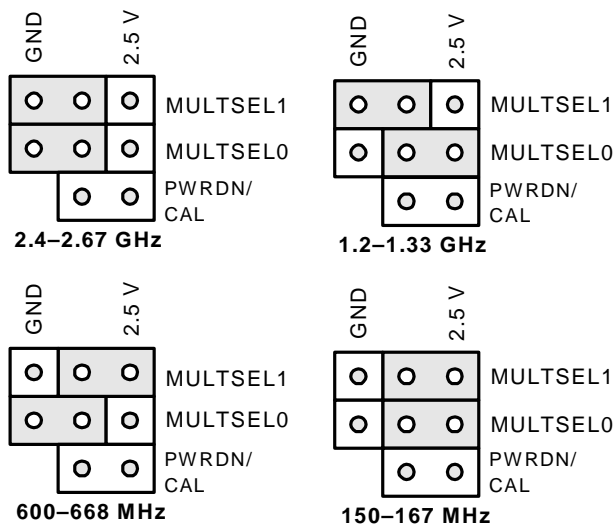 GND
2.5 V
MULTSEL1
MULTSEL0
PWRDN/
CAL
2.4–2.67 GHz
GND
2.5 V
MULTSEL1
MULTSEL0
PWRDN/
CAL
1.2–1.33 GHz
GND
2.5 V
MULTSEL1
MULTSEL0
PWRDN/
CAL
600–668 MHz
GND
2.5 V
MULTSEL1
MULTSEL0
PWRDN/
CAL
150–167 MHz